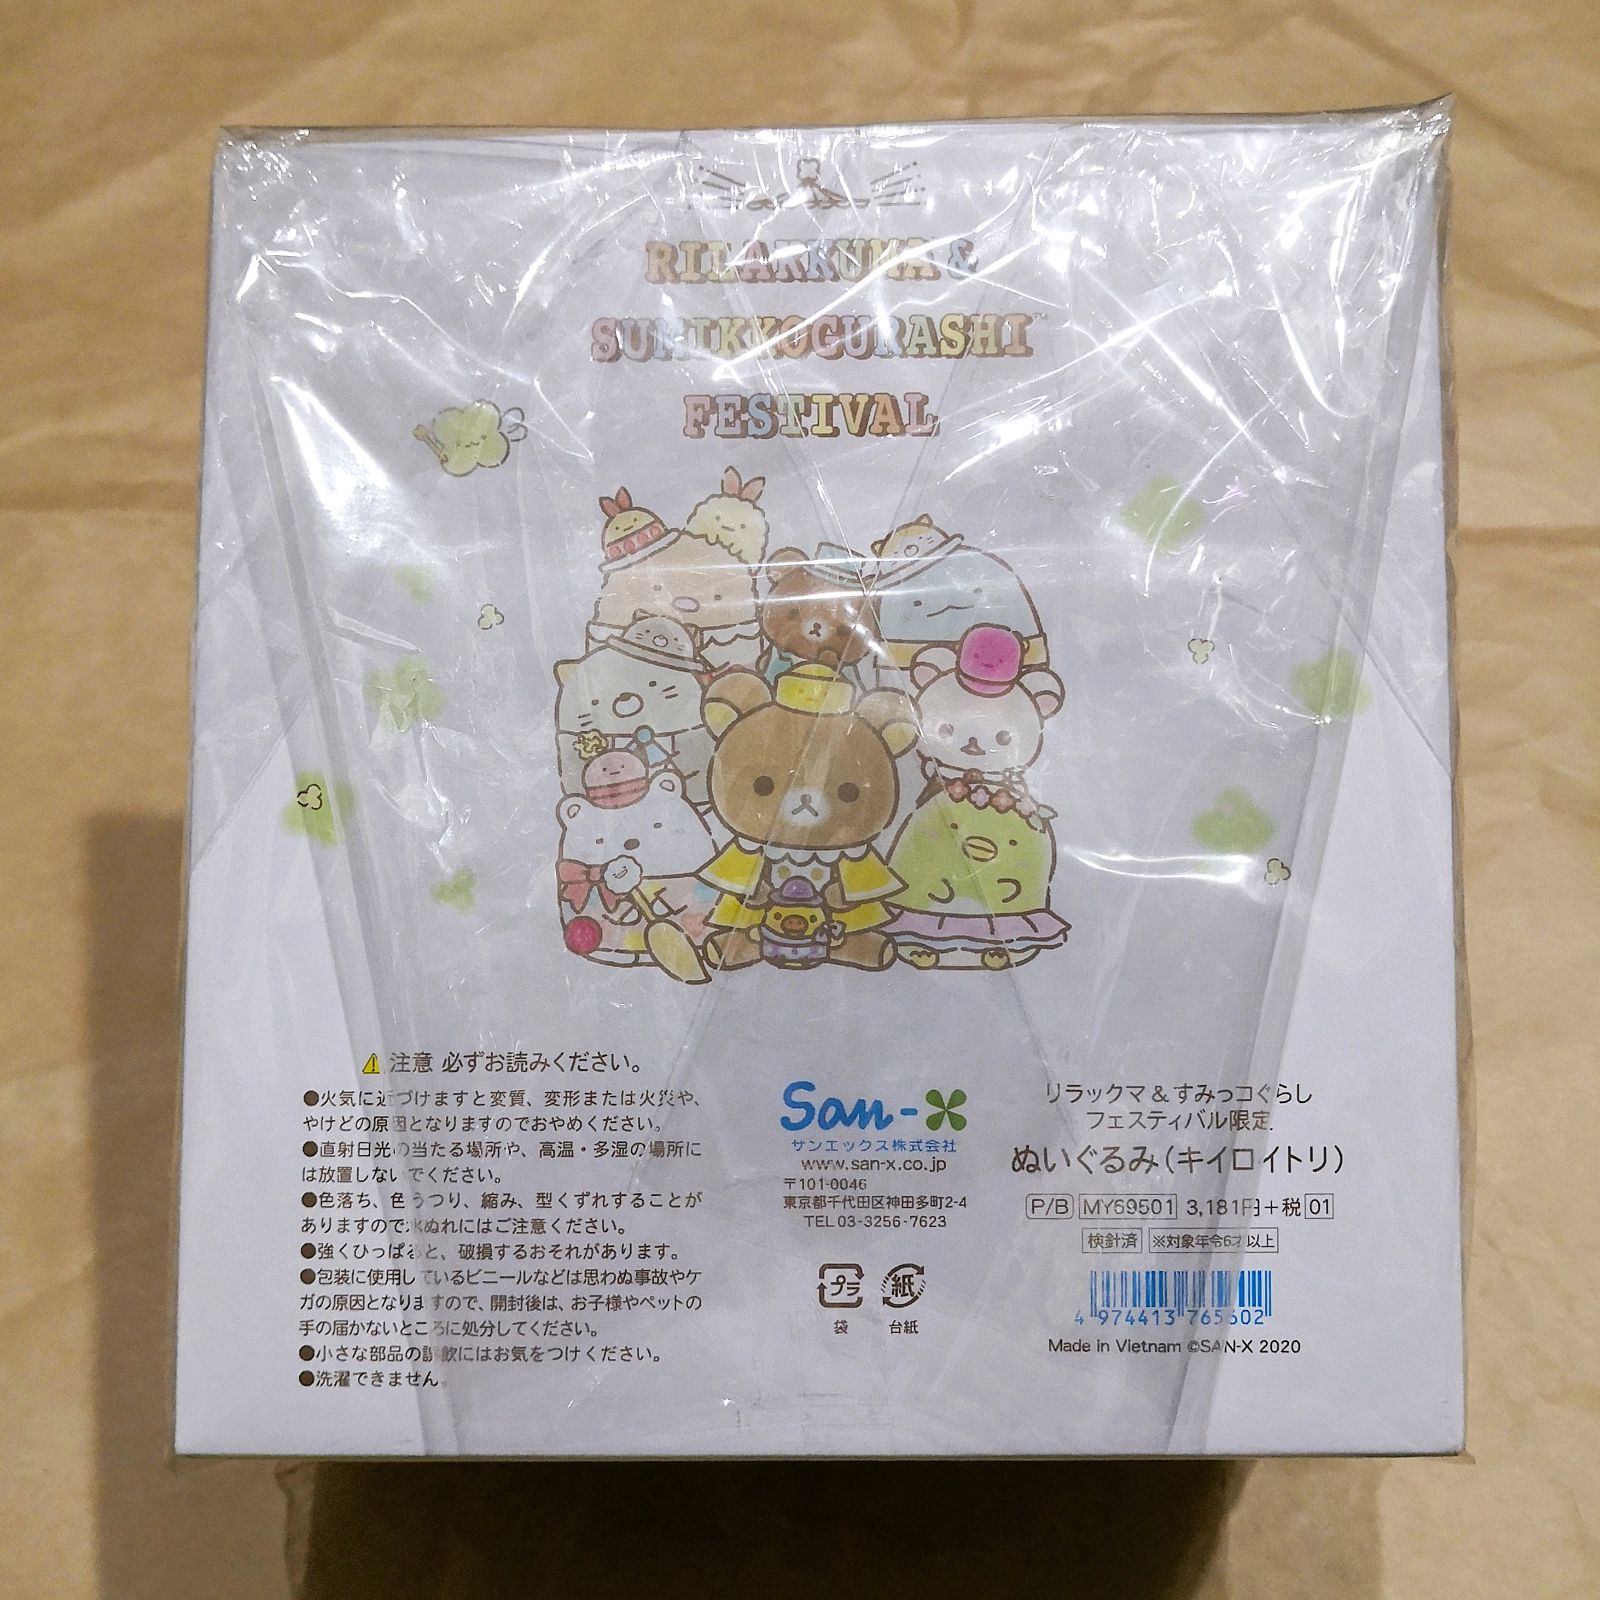 RILAKKUMA &
SUMIKKOGURASHI™
FESTIVAL
注意 必ずお読みください。
●火気に近づけますと変質、変形または火災や、
やけどの原因となりますのでおやめください。
●直射日光の当たる場所や、高温・多湿の場所に
は放置しないでください。
●色落ち、色うつり、縮み、型くずれすることが
ありますので水ぬれにはご注意ください。
●強くひっぱると、破損するおそれがあります。
●包装に使用しているビニールなどは思わぬ事故やケ
ガの原因となりますので、開封後は、お子様やペットの
手の届かないところに処分してください。
●小さな部品の誤飲にはお気をつけください。
●洗濯できません。
San-X
サンエックス株式会社
www.san-x.co.jp
〒101-0046
東京都千代田区神田多町2-4
TEL 03-3256-7623
プラ 紙
袋 台紙
リラックマ&すみっコぐらし
フェスティバル限定
ぬいぐるみ(キイロイトリ)
P/B MY69501 3,181円+税 01
検針済 ※対象年令6才以上
4 974413 765602
Made in Vietnam ©SAN-X 2020